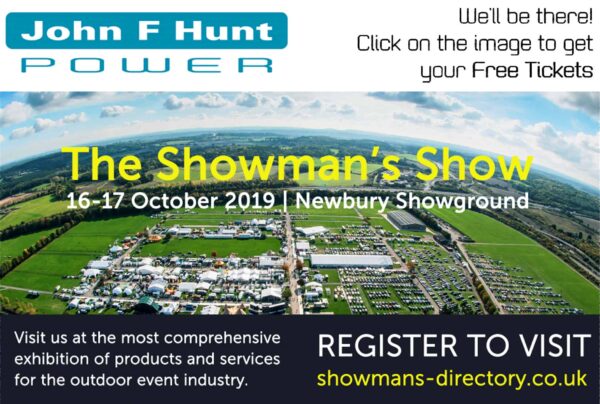 John F Hunt
POWER
We'll be there!
Click on the image to get
your Free Tickets
The Showman's Show
16-17 October 2019 | Newbury Showground
Visit us at the most comprehensive
exhibition of products and services
for the outdoor event industry.
REGISTER TO VISIT
showmans-directory.co.uk